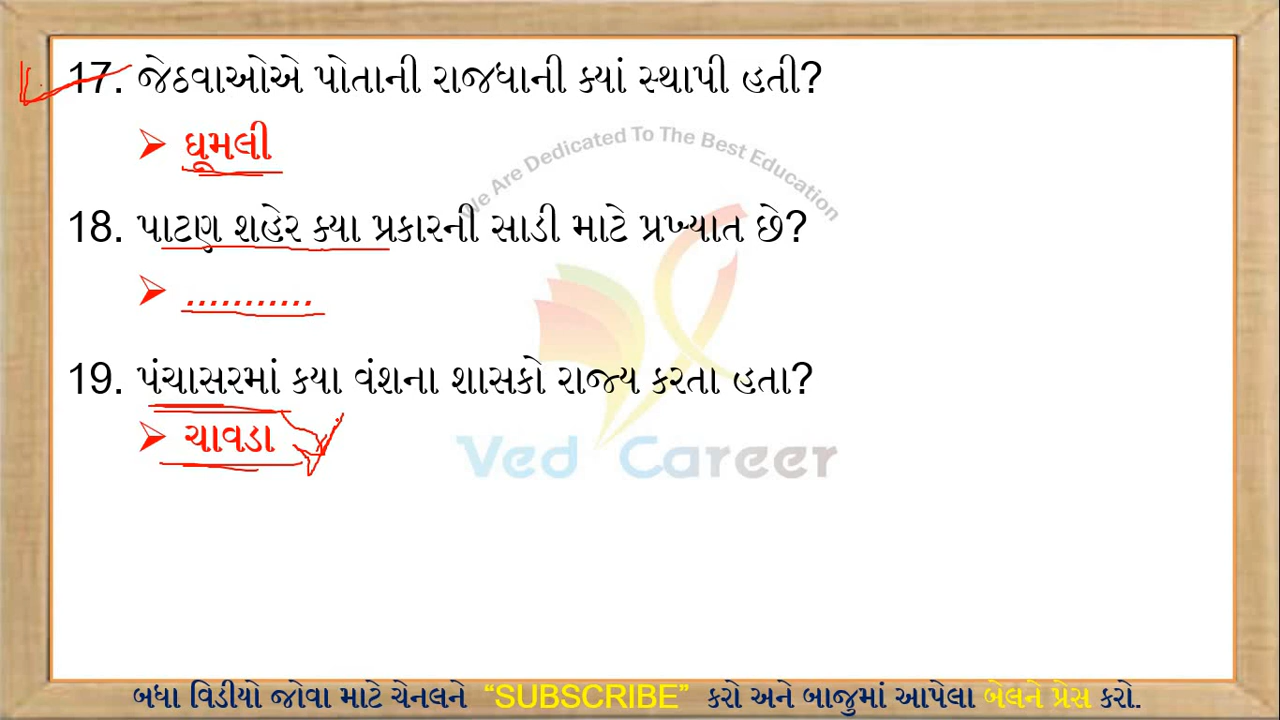 17. જેઠવાઓએ પોતાની રાજધાની ક્યાં સ્થાપી હતી?
➢ ઘૂમલી
We Are Dedicated To The Best Education
18. પાટણ શહેર ક્યા પ્રકારની સાડી માટે પ્રખ્યાત છે?
➢ ...........
19. પંચાસરમાં કયા વંશના શાસકો રાજ્ય કરતા હતા?
➢ ચાવડા
Ved Career
બધા વિડીયો જોવા માટે ચેનલને “SUBSCRIBE” કરો અને બાજુમાં આપેલા બેલને પ્રેસ કરો.